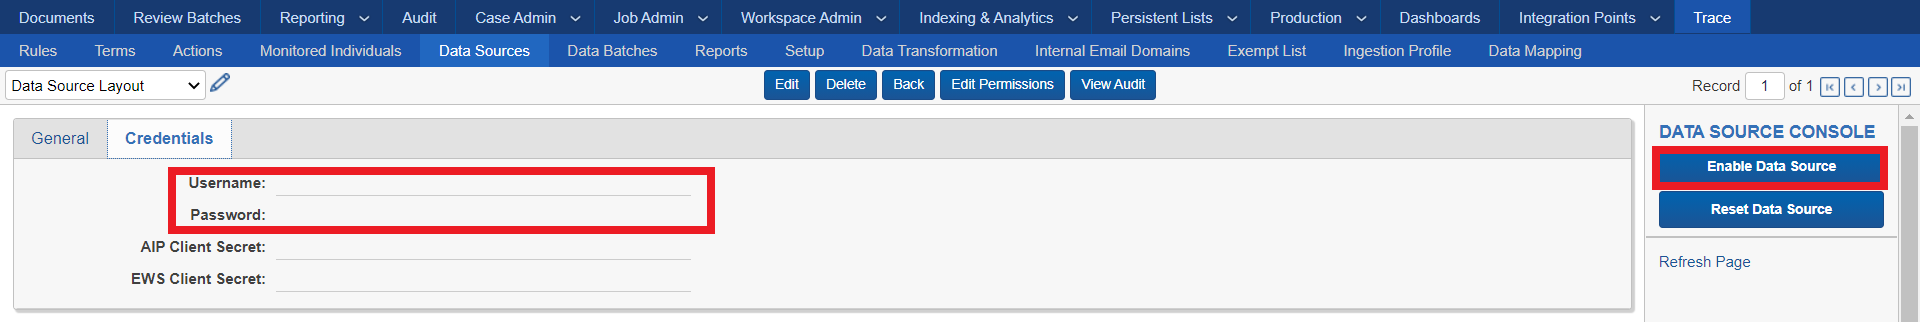 Documents Review Batches Reporting Audit Case Admin Job Admin Workspace Admin Indexing & Analytics Persistent Lists Production Dashboards Integration Points Trace
Rules Terms Actions Monitored Individuals Data Sources Data Batches Reports Setup Data Transformation Internal Email Domains Exempt List Ingestion Profile Data Mapping
Data Source Layout Edit Delete Back Edit Permissions View Audit Record 1 of 1
General Credentials
Username:
Password:
AIP Client Secret:
EWS Client Secret:
DATA SOURCE CONSOLE
Enable Data Source
Reset Data Source
Refresh Page